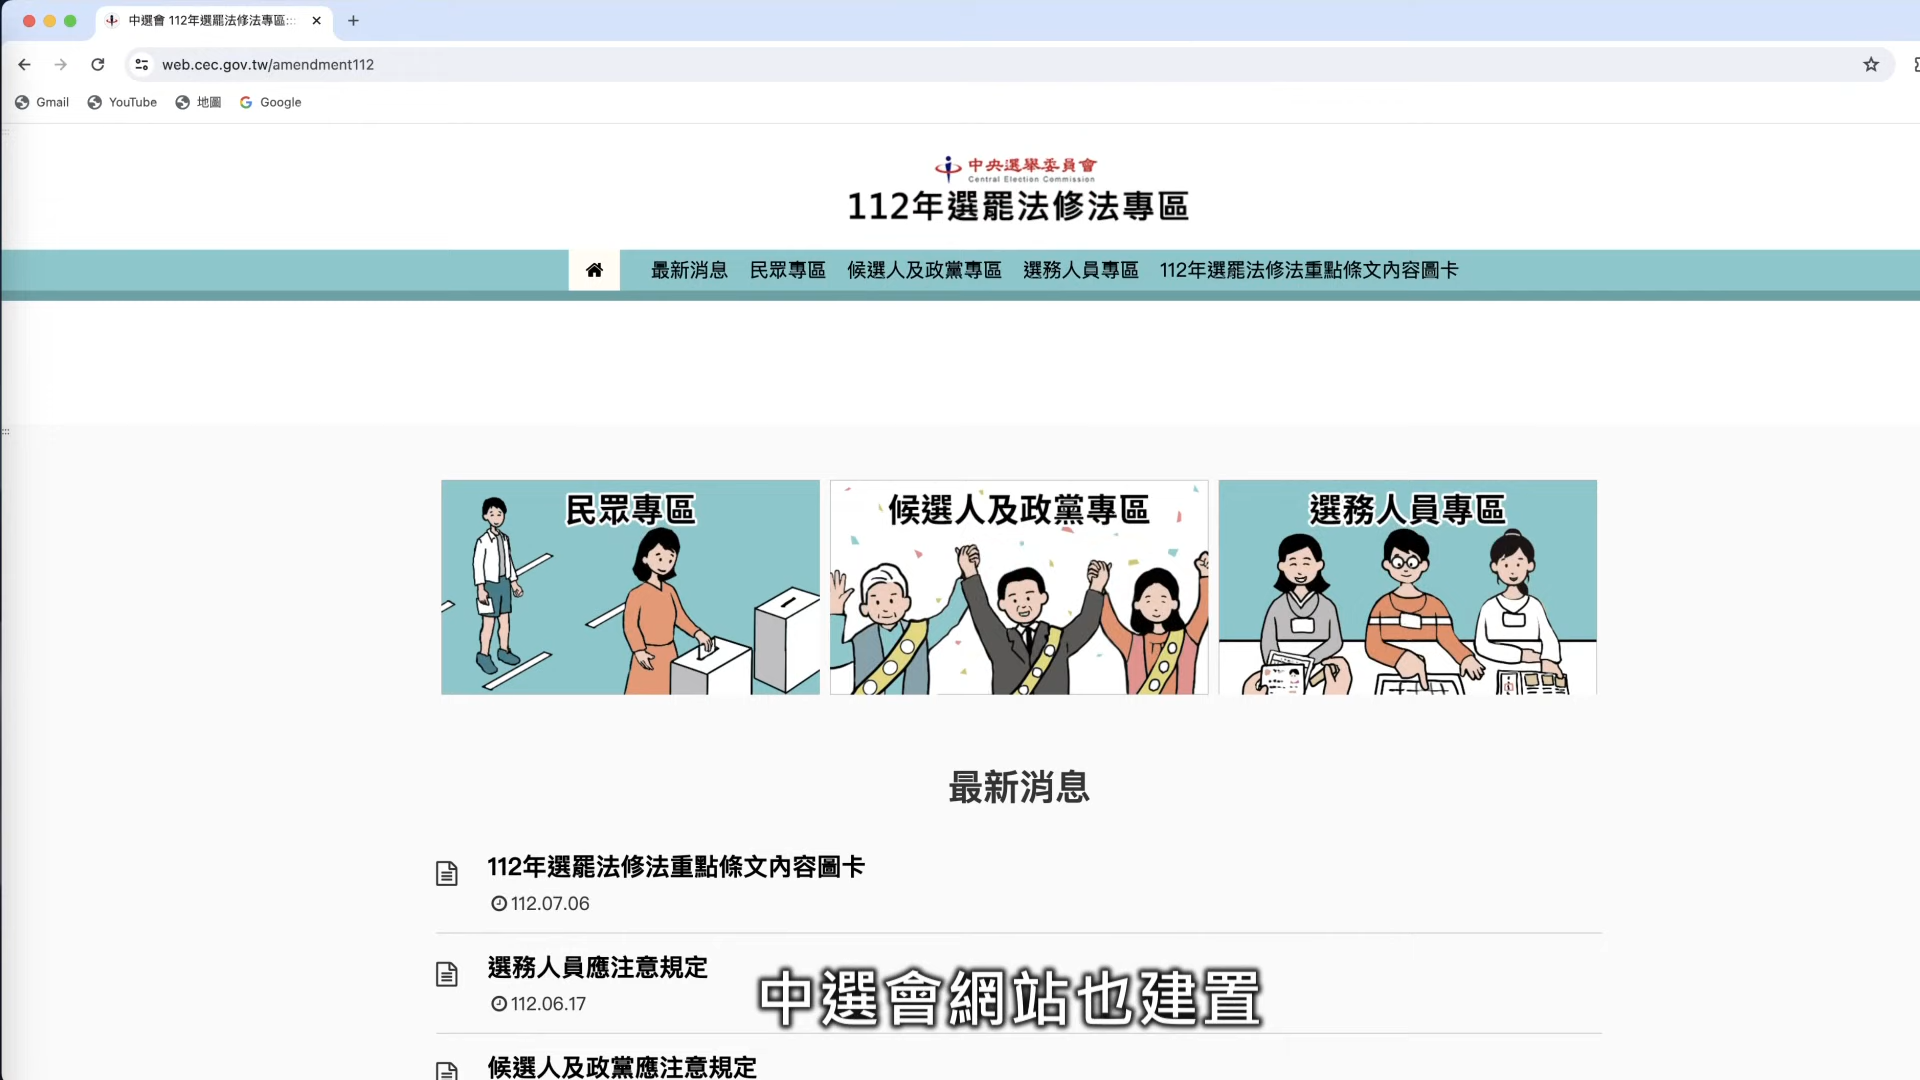 中選會 112年選罷法修法專區:::
web.cec.gov.tw/amendment112
Gmail YouTube 地圖 Google
中央選舉委員會
Central Election Commission
112年選罷法修法專區
最新消息 民眾專區 候選人及政黨專區 選務人員專區 112年選罷法修法重點條文內容圖卡
民眾專區 候選人及政黨專區 選務人員專區
最新消息
112年選罷法修法重點條文內容圖卡
112.07.06
選務人員應注意規定
112.06.17
中選會網站也建置
候選人及政黨應注意規定